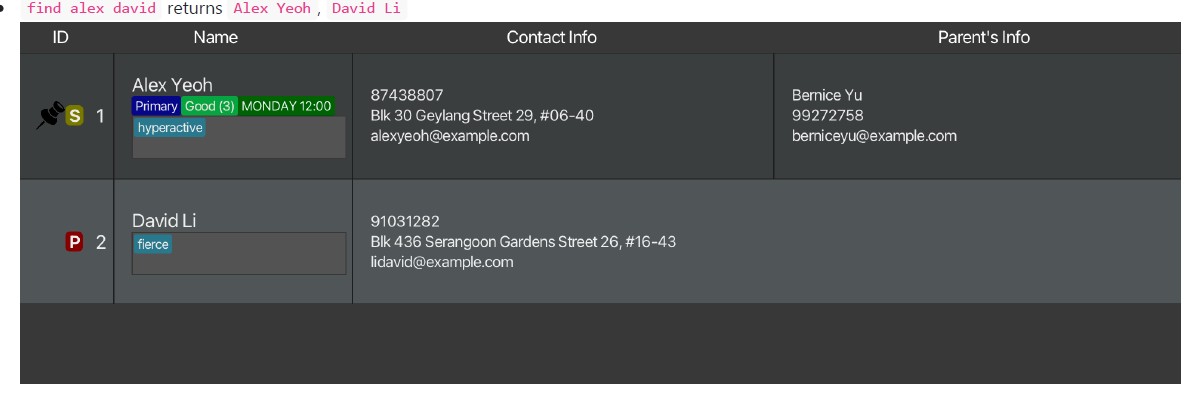 find alex david returns Alex Yeoh, David Li
ID Name Contact Info Parent's Info
S 1
Alex Yeoh
Primary Good (3) MONDAY 12:00
hyperactive
87438807
Blk 30 Geylang Street 29, #06-40
alexyeoh@example.com
Bernice Yu
99272758
berniceyu@example.com
P 2
David Li
fierce
91031282
Blk 436 Serangoon Gardens Street 26, #16-43
lidavid@example.com